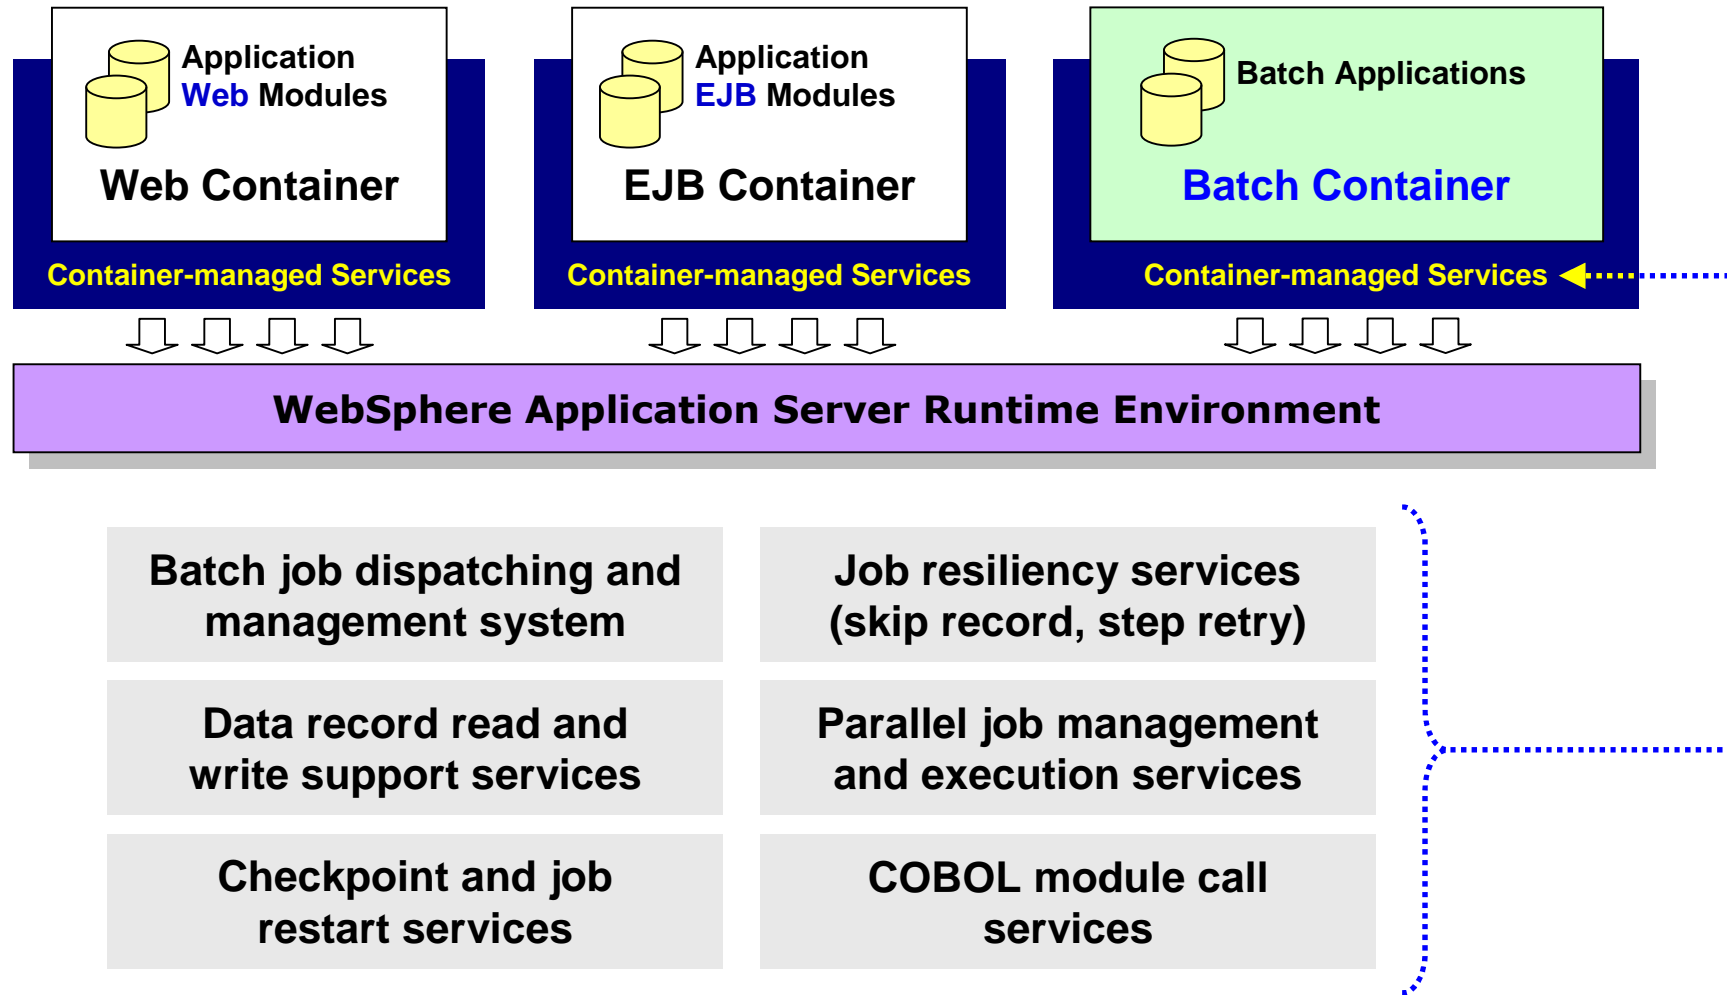 Application
Web Modules
Web Container
Container-managed Services
Application
EJB Modules
EJB Container
Container-managed Services
Batch Applications
Batch Container
Container-managed Services
WebSphere Application Server Runtime Environment
Batch job dispatching and
management system
Job resiliency services
(skip record, step retry)
Data record read and
write support services
Parallel job management
and execution services
Checkpoint and job
restart services
COBOL module call
services